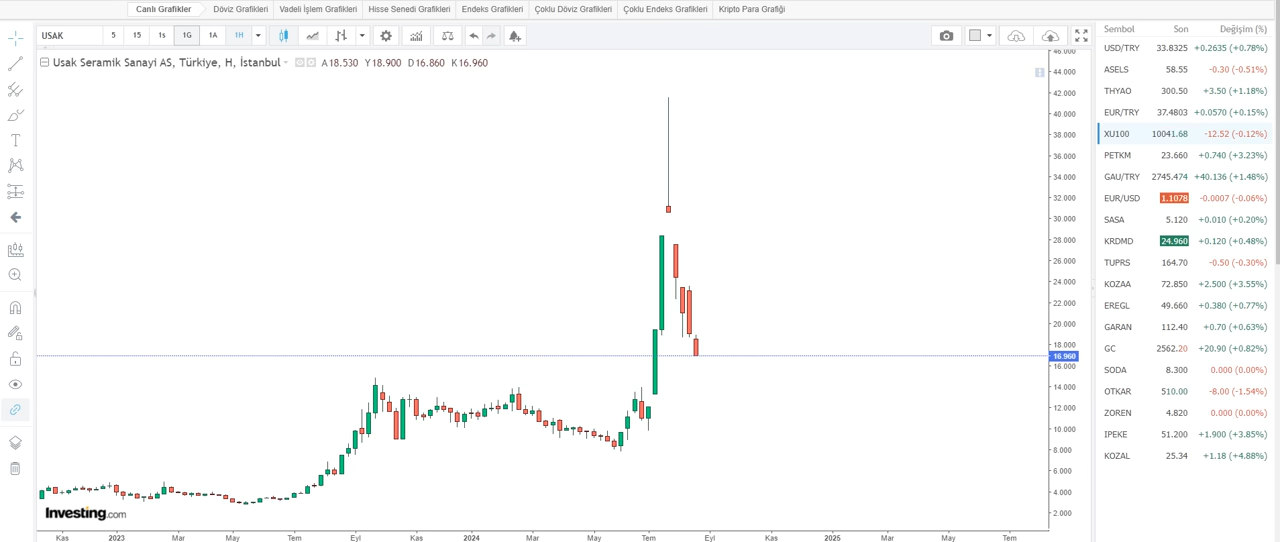 Canlı Grafikler Döviz Grafikleri Vadeli İşlem Grafikleri Hisse Senedi Grafikleri Endeks Grafikleri Çoklu Döviz Grafikleri Çoklu Endeks Grafikleri Kripto Para Grafiği
USAK 5 15 1s 1G 1A 1H
Usak Seramik Sanayi AS, Türkiye, H, İstanbul A18.530 Y18.900 D16.860 K16.960
46.000
44.000
42.000
40.000
38.000
36.000
34.000
32.000
30.000
28.000
26.000
24.000
22.000
20.000
18.000
16.960
16.000
14.000
12.000
10.000
8.000
6.000
4.000
2.000
Investing.com
Kas 2023 Mar May Tem Eyl Kas 2024 Mar May Tem Eyl Kas 2025 Mar May Tem
Sembol Son Değişim (%)
USD/TRY 33.8325 +0.2635 (+0.78%)
ASELS 58.55 -0.30 (-0.51%)
THYAO 300.50 +3.50 (+1.18%)
EUR/TRY 37.4803 +0.0570 (+0.15%)
XU100 10041.68 -12.52 (-0.12%)
PETKM 23.660 +0.740 (+3.23%)
GAU/TRY 2745.474 +40.136 (+1.48%)
EUR/USD 1.1078 -0.0007 (-0.06%)
SASA 5.120 +0.010 (+0.20%)
KRDMD 24.960 +0.120 (+0.48%)
TUPRS 164.70 -0.50 (-0.30%)
KOZAA 72.850 +2.500 (+3.55%)
EREGL 49.660 +0.380 (+0.77%)
GARAN 112.40 +0.70 (+0.63%)
GC 2562.20 +20.90 (+0.82%)
SODA 8.300 0.000 (0.00%)
OTKAR 510.00 -8.00 (-1.54%)
ZOREN 4.820 0.000 (0.00%)
IPEKE 51.200 +1.900 (+3.85%)
KOZAL 25.34 +1.18 (+4.88%)